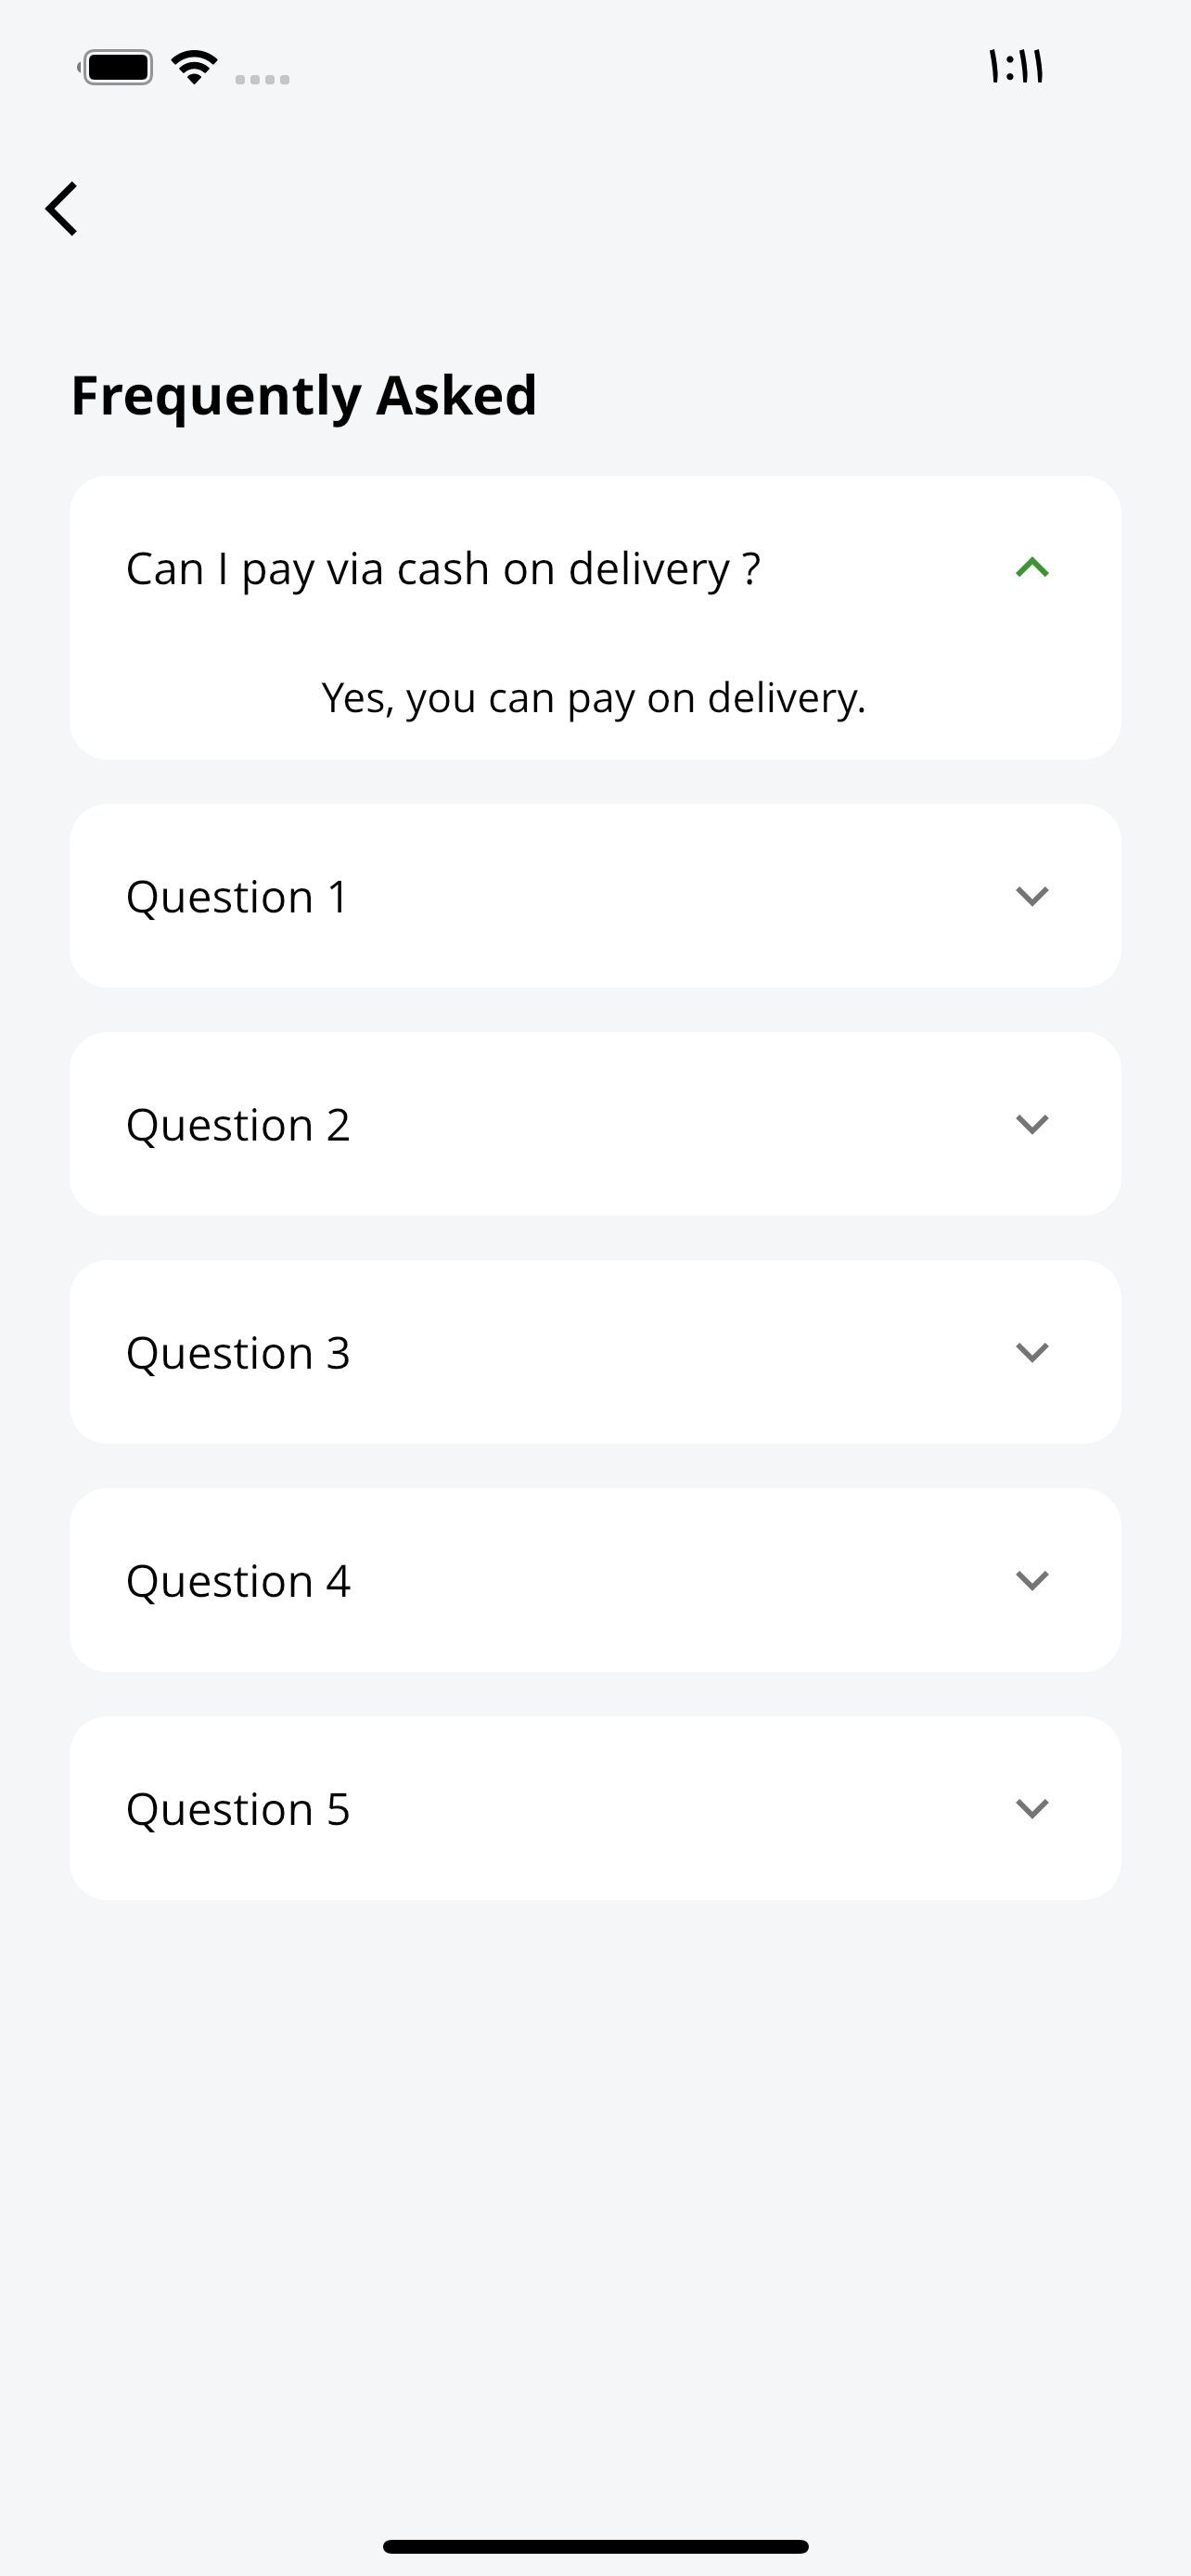 ١:١١
Frequently Asked
Can I pay via cash on delivery ?
Yes, you can pay on delivery.
Question 1
Question 2
Question 3
Question 4
Question 5